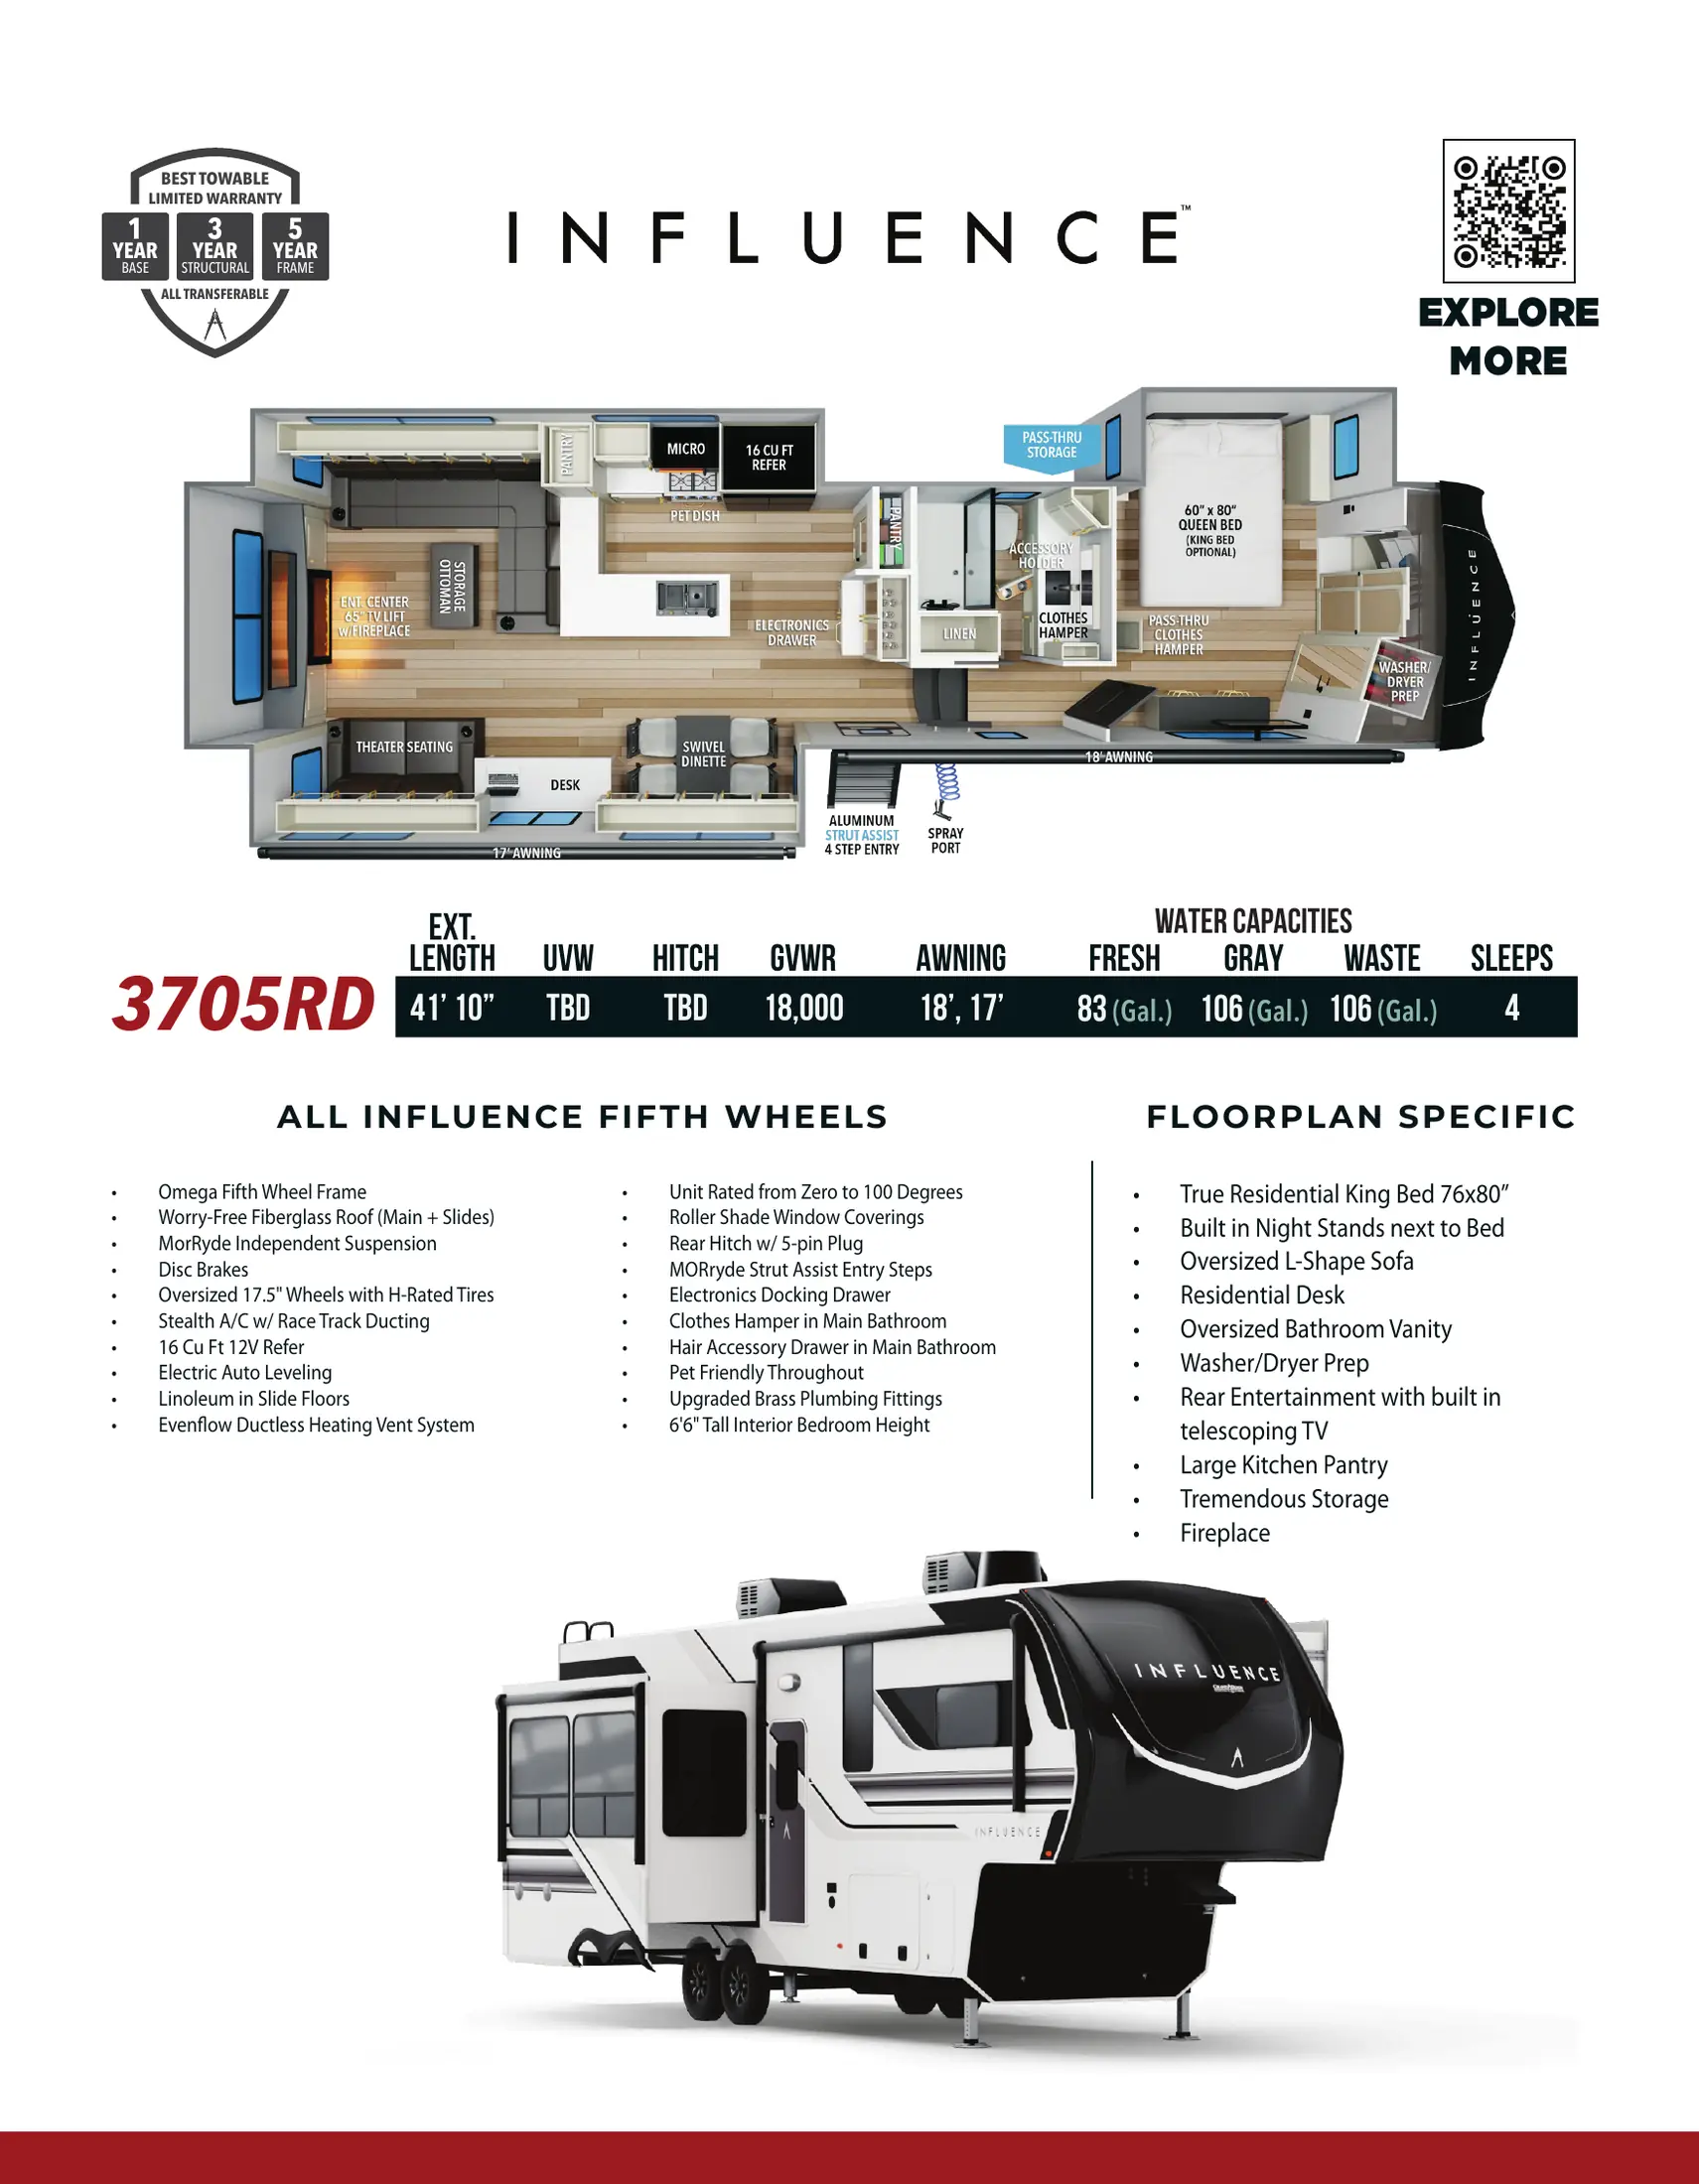 BEST TOWABLE
LIMITED WARRANTY
1
YEAR
BASE
3
YEAR
STRUCTURAL
5
YEAR
FRAME
ALL TRANSFERABLE
INFLUENCE™
EXPLORE
MORE
PANTRY
MICRO
16 CU FT
REFER
PASS-THRU
STORAGE
PET DISH
PANTRY
60" x 80"
QUEEN BED
(KING BED
OPTIONAL)
ACCESSORY
HOLDER
STORAGE
OTTOMAN
ENT. CENTER
65" TV LIFT
w/FIREPLACE
ELECTRONICS
DRAWER
LINEN
CLOTHES
HAMPER
PASS-THRU
CLOTHES
HAMPER
WASHER/
DRYER
PREP
INFLUENCE
THEATER SEATING
DESK
SWIVEL
DINETTE
18' AWNING
ALUMINUM
STRUT ASSIST
4 STEP ENTRY
SPRAY
PORT
17' AWNING
WATER CAPACITIES
EXT.
LENGTH UVW HITCH GVWR AWNING FRESH GRAY WASTE SLEEPS
3705RD 41’ 10” TBD TBD 18,000 18’, 17’ 83 (Gal.) 106 (Gal.) 106 (Gal.) 4
ALL INFLUENCE FIFTH WHEELS
• Omega Fifth Wheel Frame
• Worry-Free Fiberglass Roof (Main + Slides)
• MorRyde Independent Suspension
• Disc Brakes
• Oversized 17.5" Wheels with H-Rated Tires
• Stealth A/C w/ Race Track Ducting
• 16 Cu Ft 12V Refer
• Electric Auto Leveling
• Linoleum in Slide Floors
• Evenflow Ductless Heating Vent System
• Unit Rated from Zero to 100 Degrees
• Roller Shade Window Coverings
• Rear Hitch w/ 5-pin Plug
• MORryde Strut Assist Entry Steps
• Electronics Docking Drawer
• Clothes Hamper in Main Bathroom
• Hair Accessory Drawer in Main Bathroom
• Pet Friendly Throughout
• Upgraded Brass Plumbing Fittings
• 6'6" Tall Interior Bedroom Height
FLOORPLAN SPECIFIC
• True Residential King Bed 76x80”
• Built in Night Stands next to Bed
• Oversized L-Shape Sofa
• Residential Desk
• Oversized Bathroom Vanity
• Washer/Dryer Prep
• Rear Entertainment with built in
telescoping TV
• Large Kitchen Pantry
• Tremendous Storage
• Fireplace
INFLUENCE
INFLUENCE